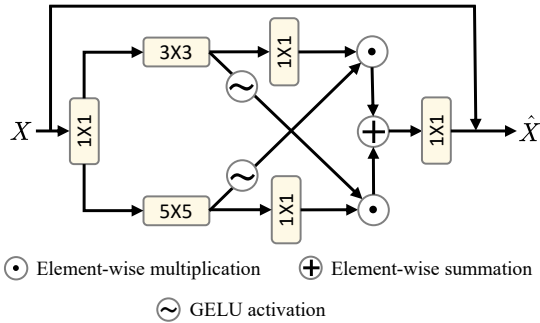 3X3
1X1
X
1X1
1X1
X̂
5X5
1X1
Element-wise multiplication
Element-wise summation
GELU activation